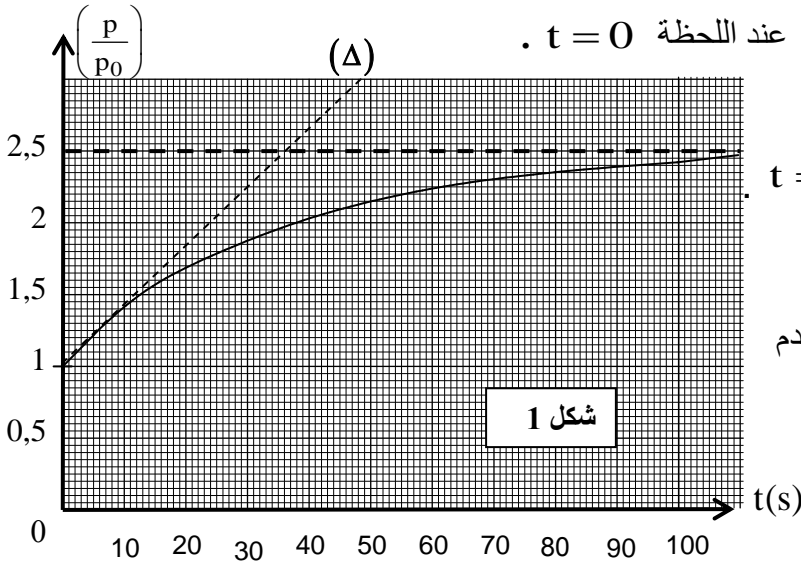 عند اللحظة t = 0 .
(p/p₀)
(Δ)
2,5
t =
.
2
1,5
دم
1
شكل 1
0,5
t(s)
0
10 20 30 40 50 60 70 80 90 100